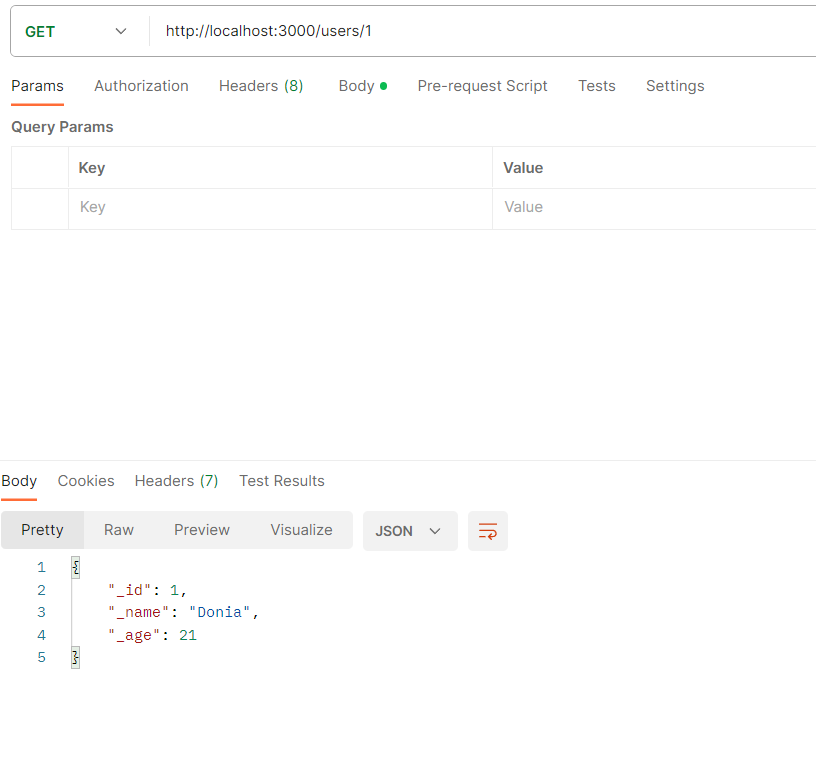 GET http://localhost:3000/users/1
Params Authorization Headers (8) Body Pre-request Script Tests Settings
Query Params
Key Value
Key Value
Body Cookies Headers (7) Test Results
Pretty Raw Preview Visualize JSON
1 {
2 "_id": 1,
3 "_name": "Donia",
4 "_age": 21
5 }